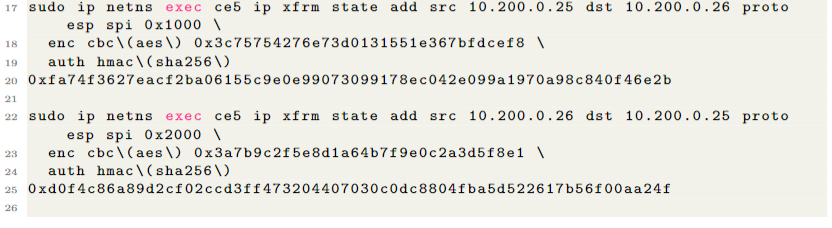 17 sudo ip netns exec ce5 ip xfrm state add src 10.200.0.25 dst 10.200.0.26 proto
esp spi 0x1000 \
18 enc cbc\(aes\) 0x3c75754276e73d0131551e367bfdcef8 \
19 auth hmac\(sha256\)
20 0xfa74f3627eacf2ba06155c9e0e99073099178ec042e099a1970a98c840f46e2b
21
22 sudo ip netns exec ce5 ip xfrm state add src 10.200.0.26 dst 10.200.0.25 proto
esp spi 0x2000 \
23 enc cbc\(aes\) 0x3a7b9c2f5e8d1a64b7f9e0c2a3d5f8e1 \
24 auth hmac\(sha256\)
25 0xd0f4c86a89d2cf02ccd3ff473204407030c0dc8804fba5d522617b56f00aa24f
26